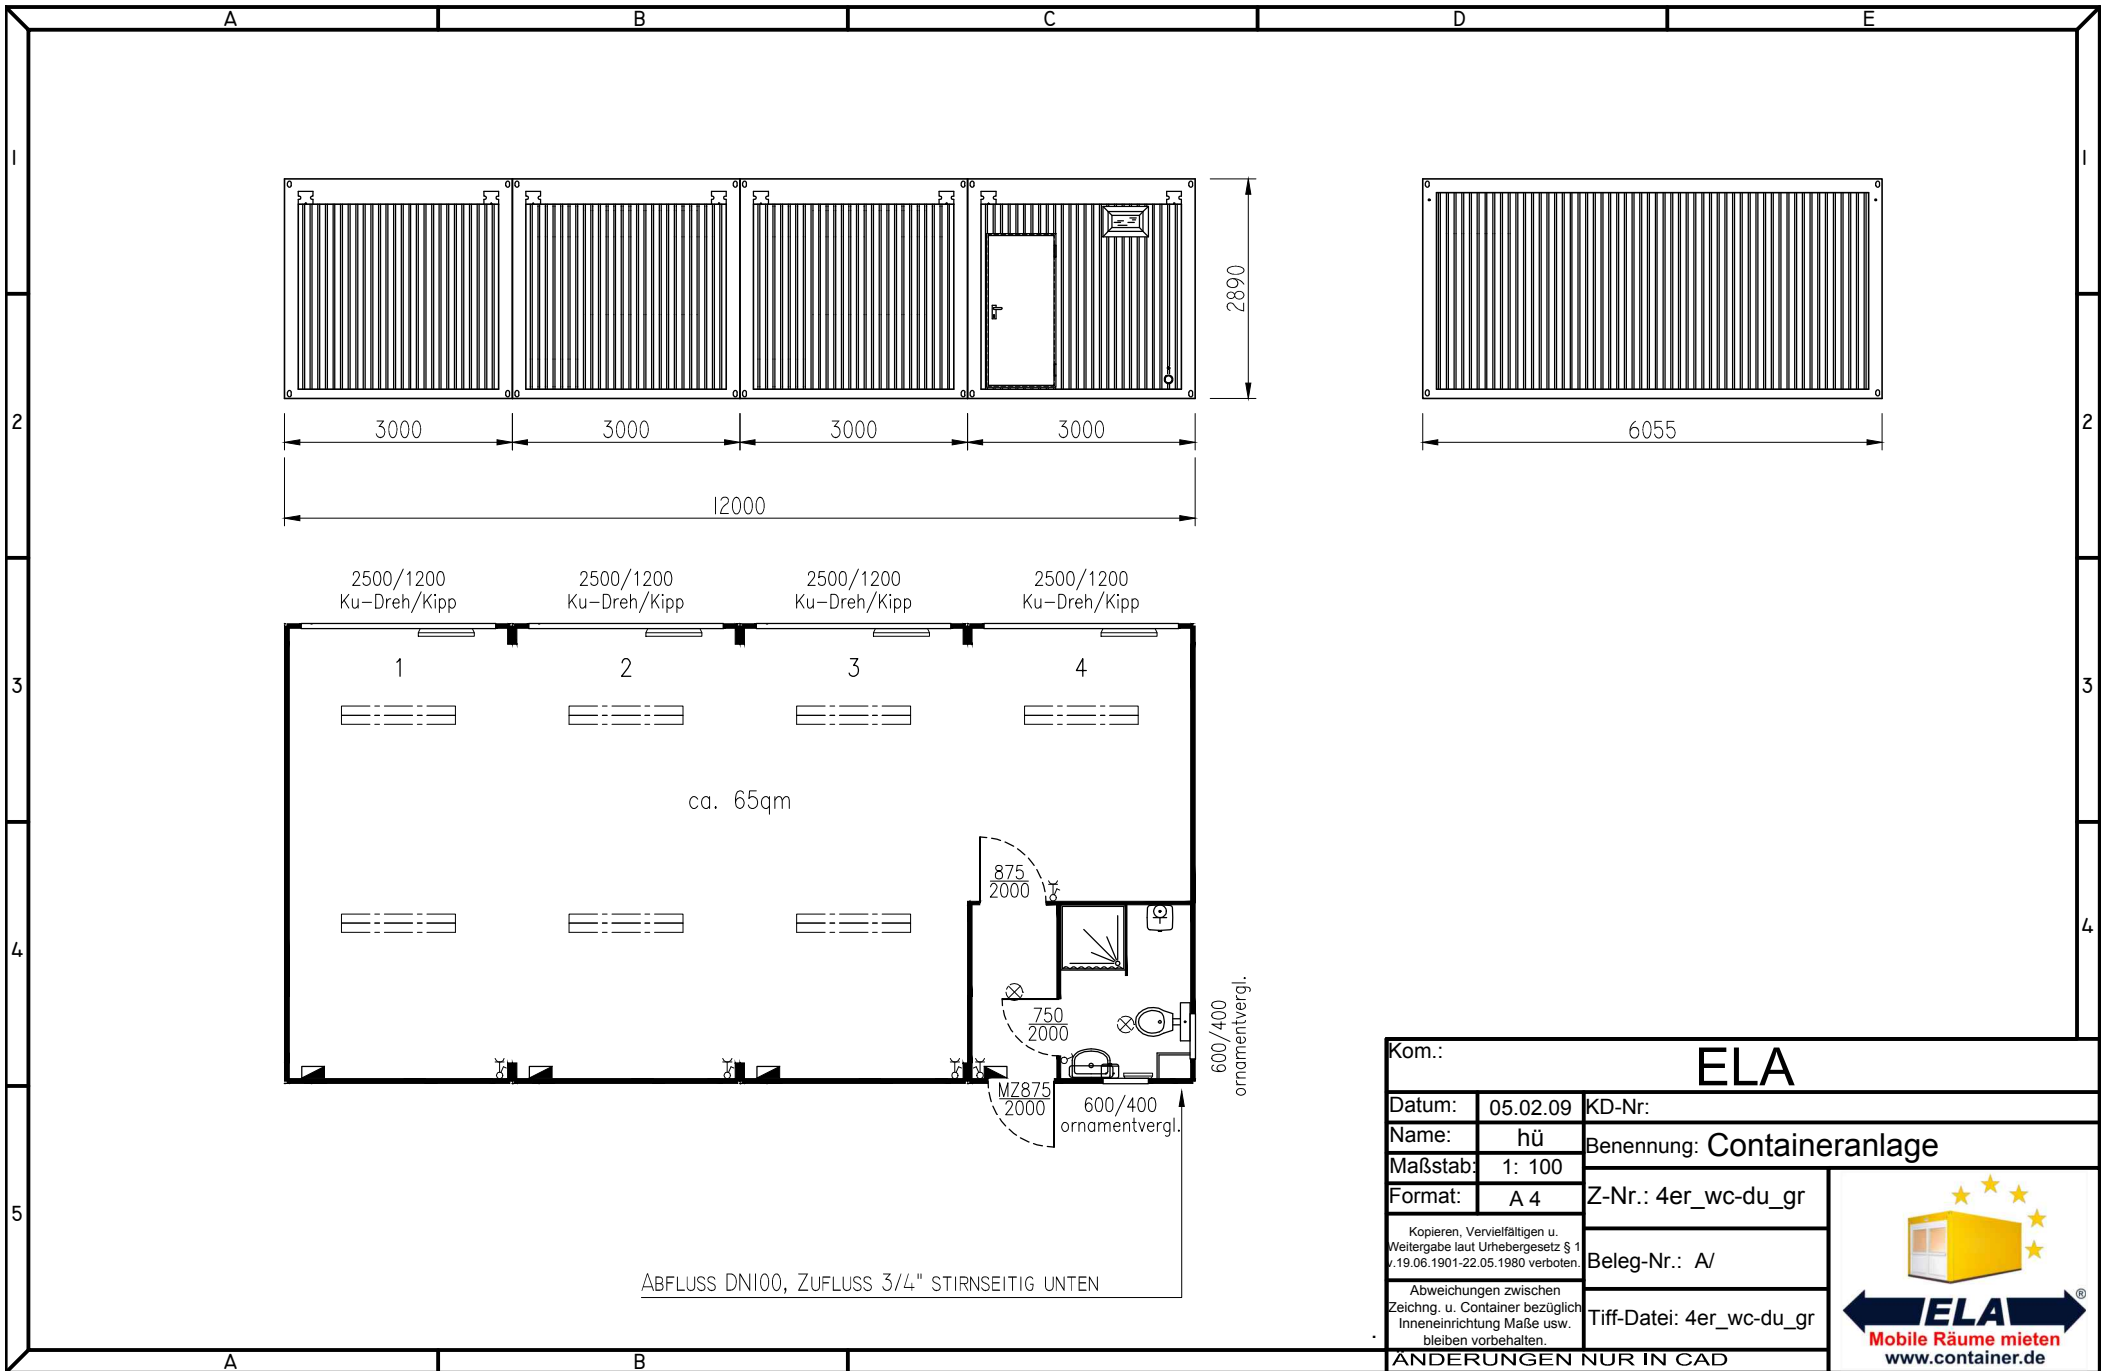 A B C D E
1 1
2890
3000 3000 3000 3000
6055
2 2
12000
2500/1200 2500/1200 2500/1200 2500/1200
Ku-Dreh/Kipp Ku-Dreh/Kipp Ku-Dreh/Kipp Ku-Dreh/Kipp
1 2 3 4
3 3
ca. 65qm
875
2000
4 4
750
2000
600/400
ornamentvergl.
MZ875
2000
600/400
ornamentvergl.
5
ABFLUSS DN100, ZUFLUSS 3/4" STIRNSEITIG UNTEN
Kom.: ELA
Datum: 05.02.09 KD-Nr:
Name: hü
Benennung: Containeranlage
Maßstab: 1: 100
Format: A 4
Z-Nr.: 4er_wc-du_gr
Kopieren, Vervielfältigen u.
Weitergabe laut Urhebergesetz § 1
v.19.06.1901-22.05.1980 verboten.
Beleg-Nr.: A/
Abweichungen zwischen
Zeichng. u. Container bezüglich
Inneneinrichtung Maße usw.
bleiben vorbehalten.
Tiff-Datei: 4er_wc-du_gr
ELA ®
Mobile Räume mieten
www.container.de
ÄNDERUNGEN NUR IN CAD
A B